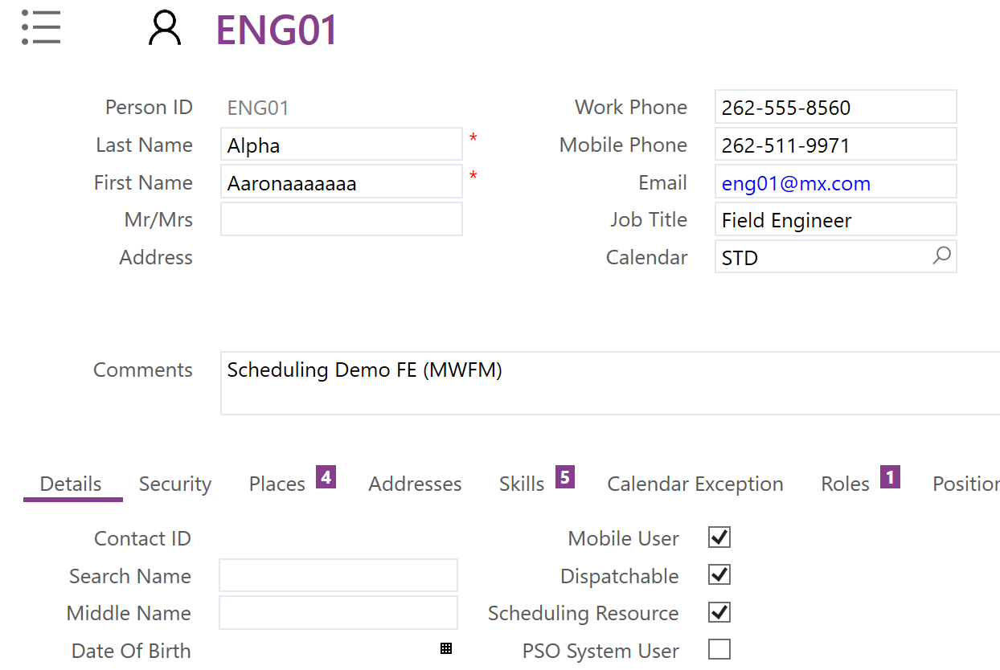 ENG01
Person ID ENG01 Work Phone 262-555-8560
Last Name Alpha * Mobile Phone 262-511-9971
First Name Aaronaaaaaaa * Email eng01@mx.com
Mr/Mrs Job Title Field Engineer
Address Calendar STD
Comments Scheduling Demo FE (MWFM)
Details Security Places 4 Addresses Skills 5 Calendar Exception Roles 1 Position
Contact ID Mobile User
Search Name Dispatchable
Middle Name Scheduling Resource
Date Of Birth PSO System User